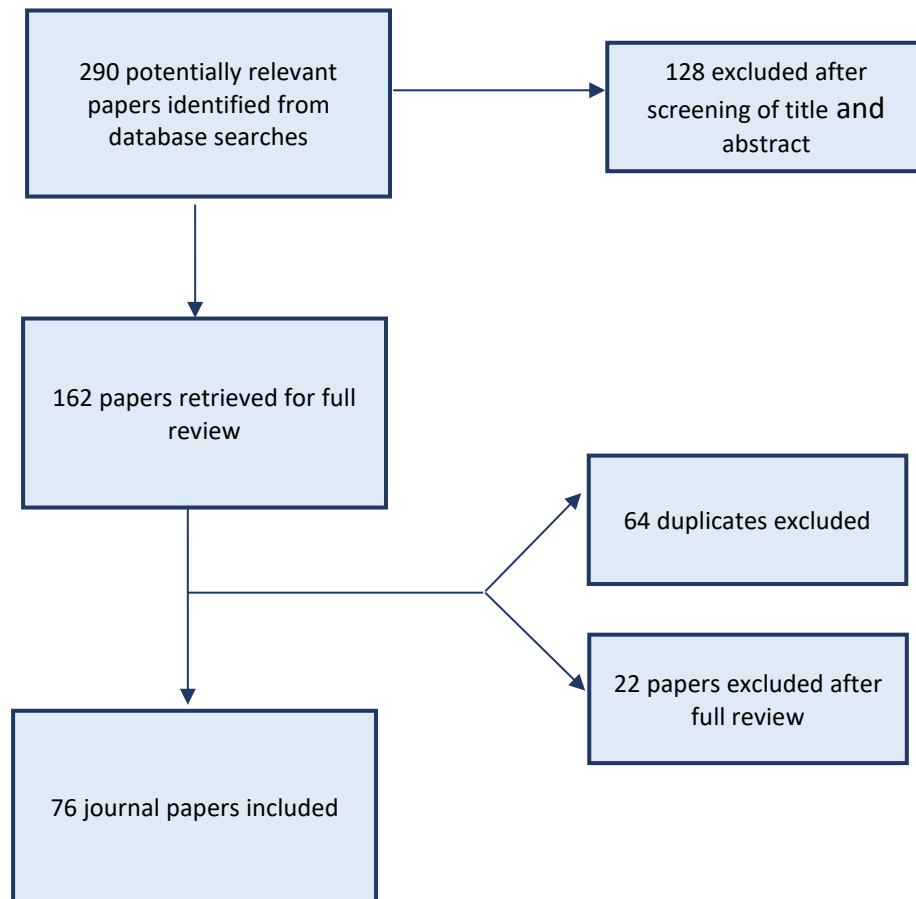 290 potentially relevant
papers identified from
database searches
128 excluded after
screening of title and
abstract
162 papers retrieved for full
review
64 duplicates excluded
22 papers excluded after
full review
76 journal papers included